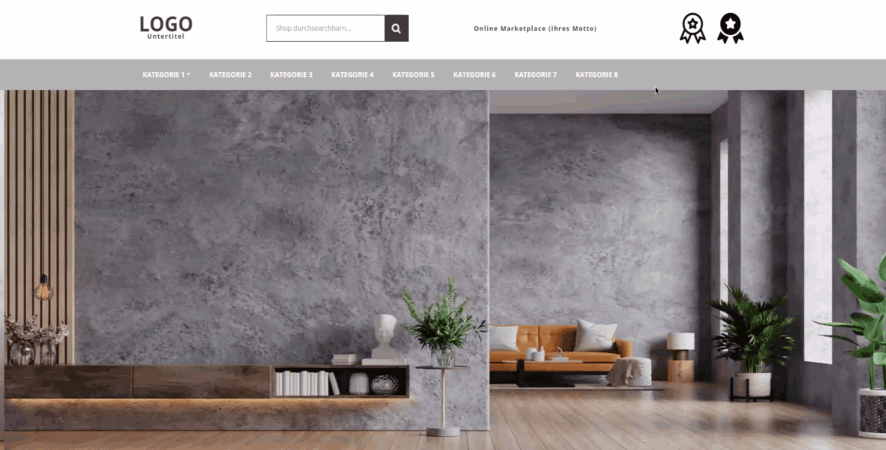 LOGO
Untertitel
Shop durchsearchbarn...
Online Marketplace (Ihres Motto)
KATEGORIE 1 KATEGORIE 2 KATEGORIE 3 KATEGORIE 4 KATEGORIE 5 KATEGORIE 6 KATEGORIE 7 KATEGORIE 8